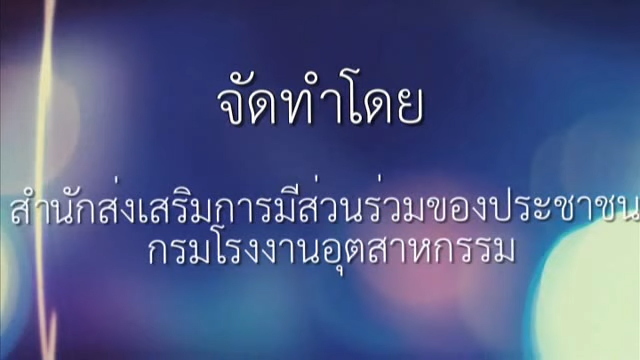 จัดทำโดย
สำนักส่งเสริมการมีส่วนร่วมของประชาชน
กรมโรงงานอุตสาหกรรม